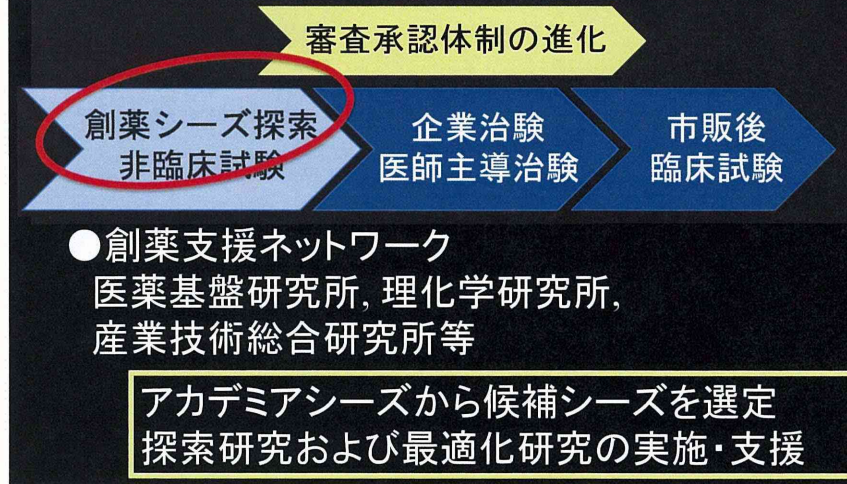 審査承認体制の進化
創薬シーズ探索
非臨床試験
企業治験
医師主導治験
市販後
臨床試験
●創薬支援ネットワーク
医薬基盤研究所, 理化学研究所,
産業技術総合研究所等
アカデミアシーズから候補シーズを選定
探索研究および最適化研究の実施・支援